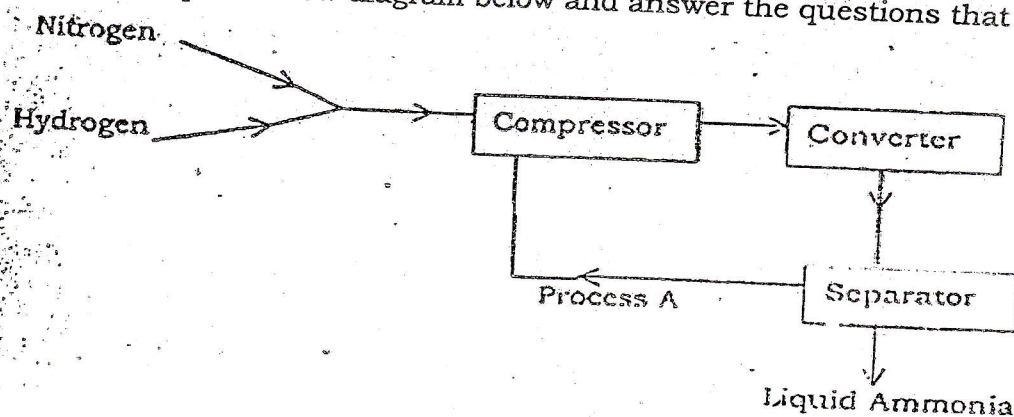 diagram below and answer the questions that
Nitrogen
Hydrogen
Compressor
Converter
Process A
Separator
Liquid Ammonia